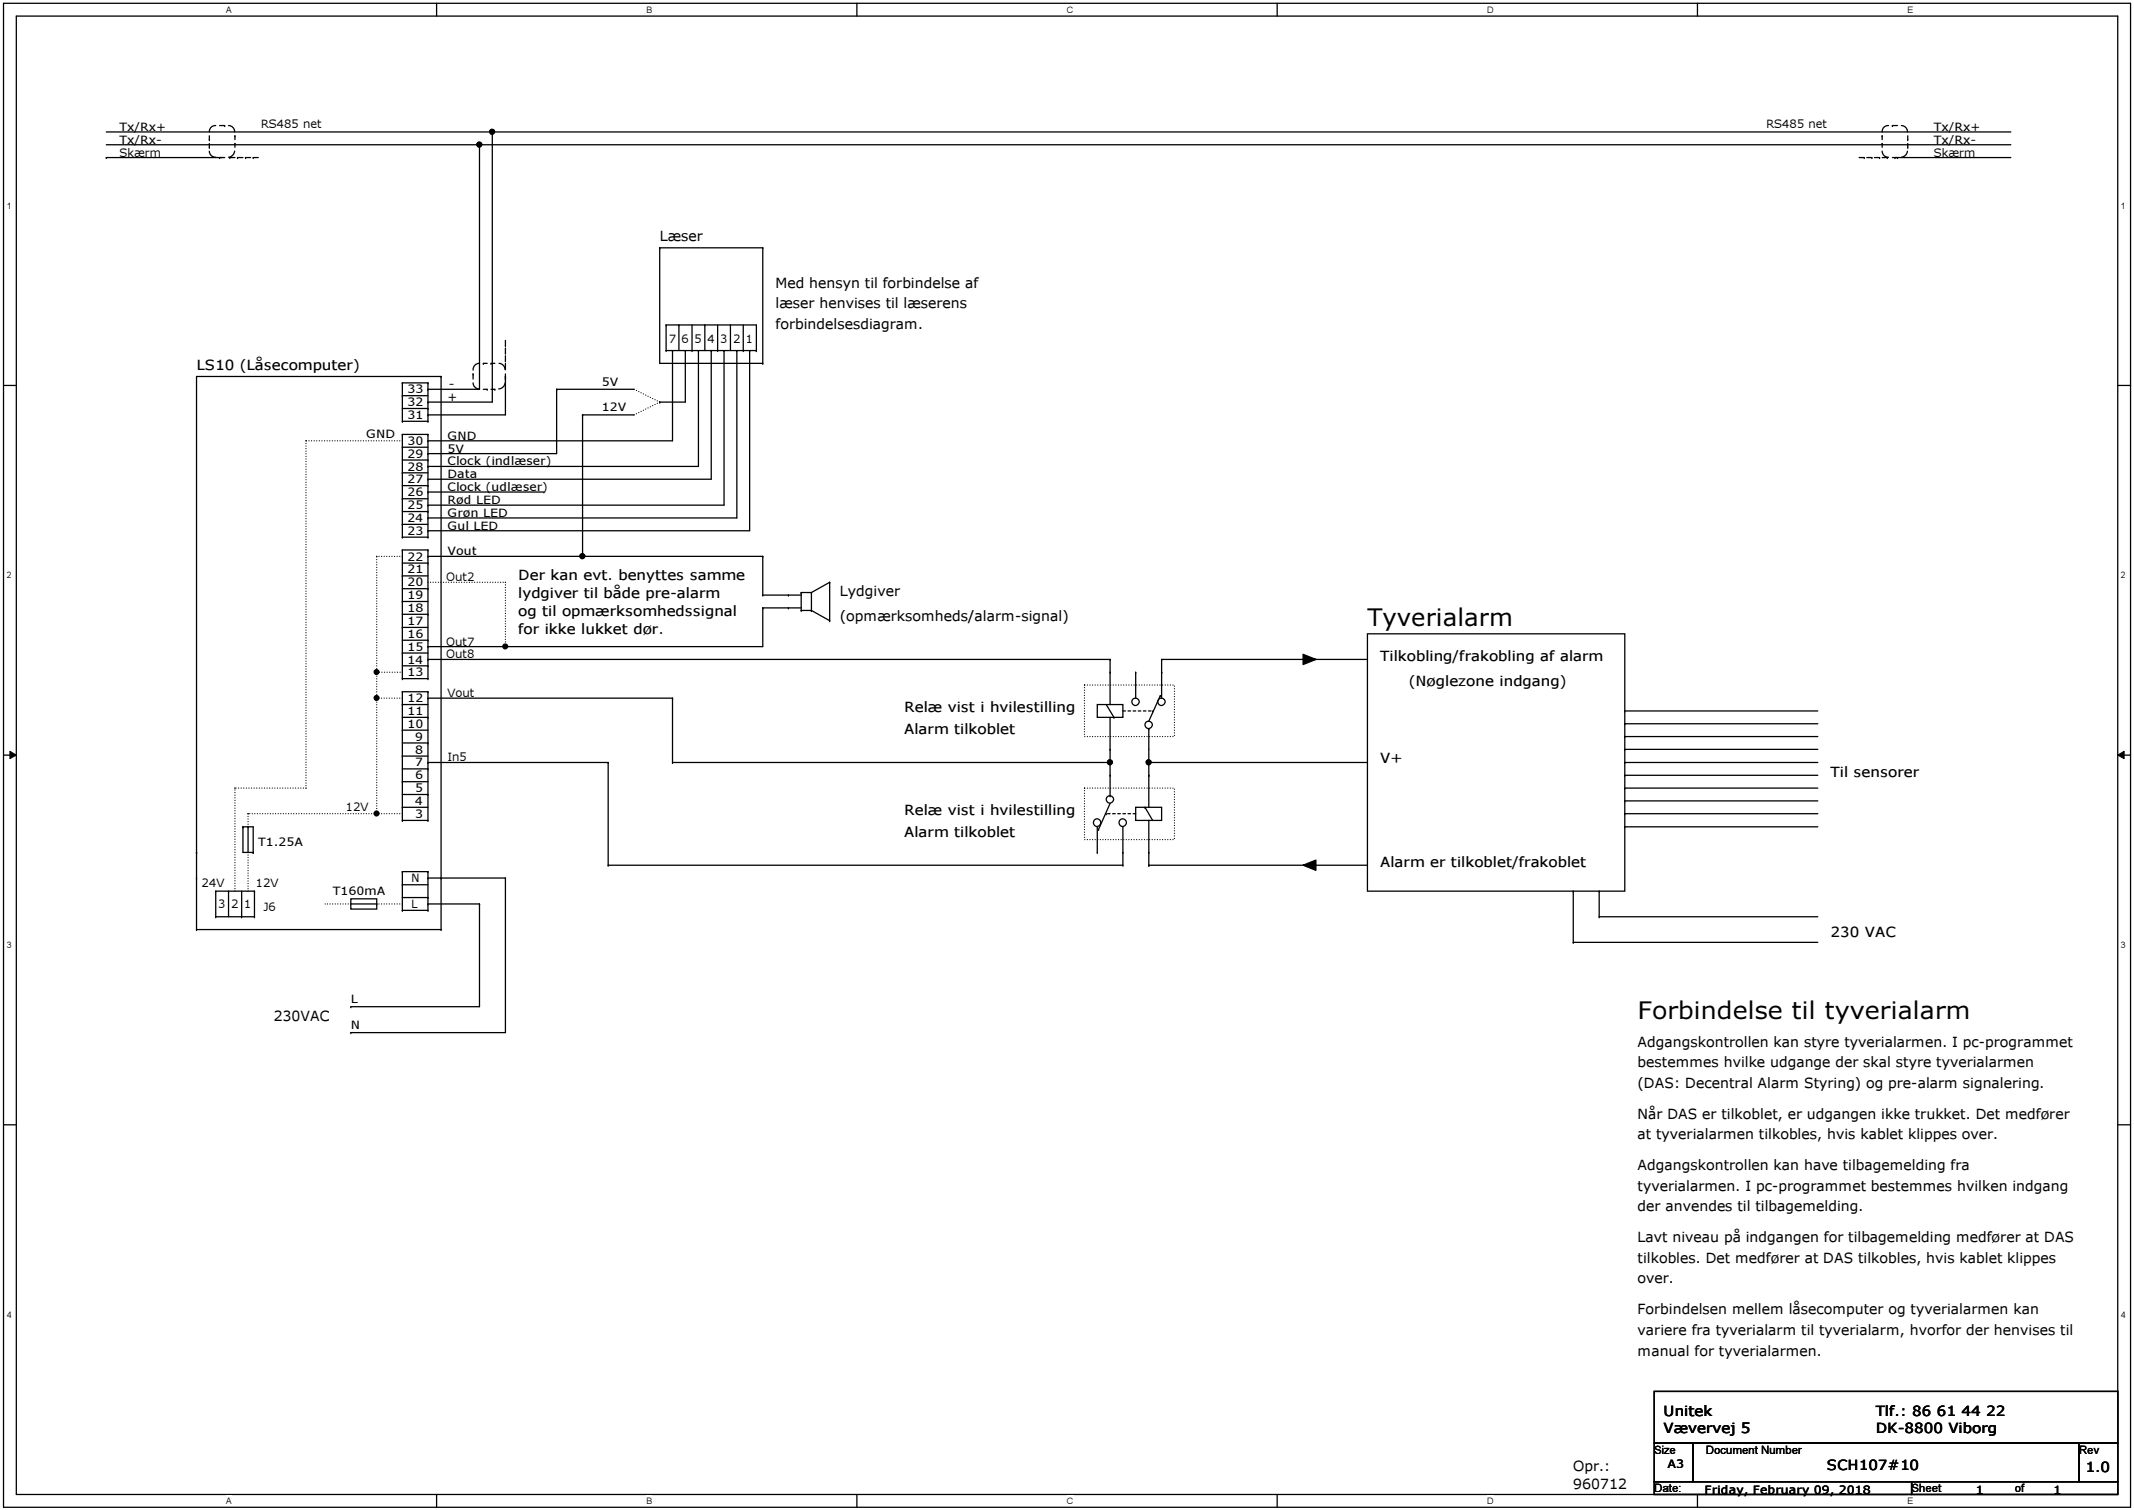 A B C D E
RS485 net
Tx/Rx+
Tx/Rx-
Skærm
RS485 net
Tx/Rx+
Tx/Rx-
Skærm
1
1
Læser
Med hensyn til forbindelse af
læser henvises til læserens
forbindelsesdiagram.
7 6 5 4 3 2 1
LS10 (Låsecomputer)
33 -
32 +
31
5V
12V
GND
30 GND
29 5V
28 Clock (indlæser)
27 Data
26 Clock (udlæser)
25 Rød LED
24 Grøn LED
23 Gul LED
22 Vout
21
20 Out2
19
18
17
16
15 Out7
14 Out8
13
2
2
Der kan evt. benyttes samme
lydgiver til både pre-alarm
og til opmærksomhedssignal
for ikke lukket dør.
Lydgiver
(opmærksomheds/alarm-signal)
12 Vout
11
10
9
8
7 In5
6
5
4
3
12V
T1.25A
24V 12V
3 2 1 J6
T160mA
N
L
230VAC
L
N
Relæ vist i hvilestilling
Alarm tilkoblet
Relæ vist i hvilestilling
Alarm tilkoblet
Tyverialarm
Tilkobling/frakobling af alarm
(Nøglezone indgang)
V+
Alarm er tilkoblet/frakoblet
Til sensorer
230 VAC
3
3
Forbindelse til tyverialarm
Adgangskontrollen kan styre tyverialarmen. I pc-programmet
bestemmes hvilke udgange der skal styre tyverialarmen
(DAS: Decentral Alarm Styring) og pre-alarm signalering.
Når DAS er tilkoblet, er udgangen ikke trukket. Det medfører
at tyverialarmen tilkobles, hvis kablet klippes over.
Adgangskontrollen kan have tilbagemelding fra
tyverialarmen. I pc-programmet bestemmes hvilken indgang
der anvendes til tilbagemelding.
Lavt niveau på indgangen for tilbagemelding medfører at DAS
tilkobles. Det medfører at DAS tilkobles, hvis kablet klippes
over.
Forbindelsen mellem låsecomputer og tyverialarmen kan
variere fra tyverialarm til tyverialarm, hvorfor der henvises til
manual for tyverialarmen.
4
4
Opr.:
960712
Unitek Tlf.: 86 61 44 22
Vævervej 5 DK-8800 Viborg
Size Document Number Rev
A3 SCH107#10 1.0
Date: Friday, February 09, 2018 Sheet 1 of 1
A B C D E